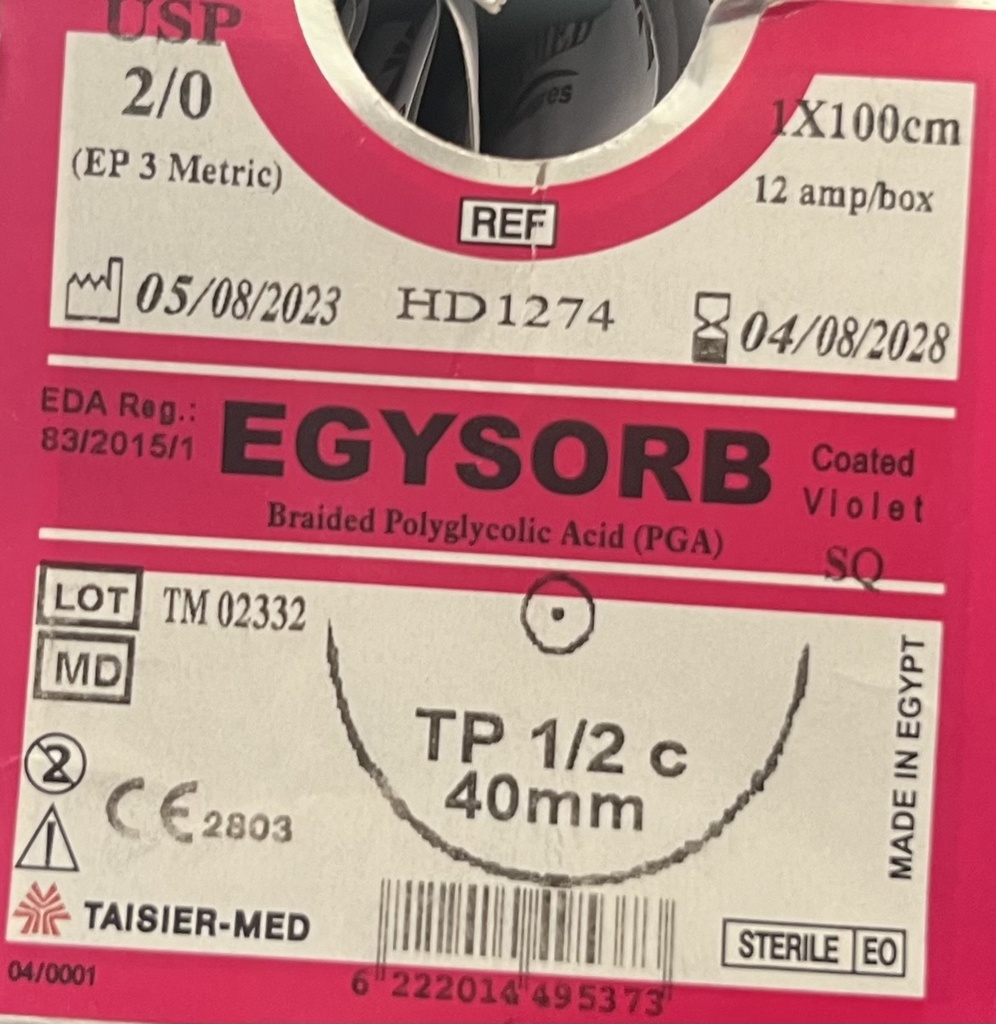 USP
2/0
(EP 3 Metric)
1X100cm
12 amp/box
REF
05/08/2023 HD1274 04/08/2028
EDA Reg.:
83/2015/1
EGYSORB
Coated
Violet
Braided Polyglycolic Acid (PGA)
SQ
LOT TM 02332
MD
TP 1/2 c
40mm
MADE IN EGYPT
2
CE 2803
TAISIER-MED
STERILE EO
04/0001
6 222014 495373